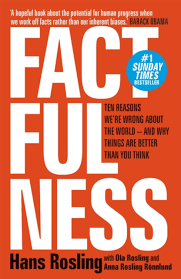 'A hopeful book about the potential for human progress when
we work off facts rather than our inherent biases.' BARACK OBAMA
FACT
FUL
NESS
#1
SUNDAY
TIMES
BESTSELLER
TEN REASONS
WE'RE WRONG ABOUT
THE WORLD – AND WHY
THINGS ARE BETTER
THAN YOU THINK
Hans Rosling with Ola Rosling and
Anna Rosling Rönnlund